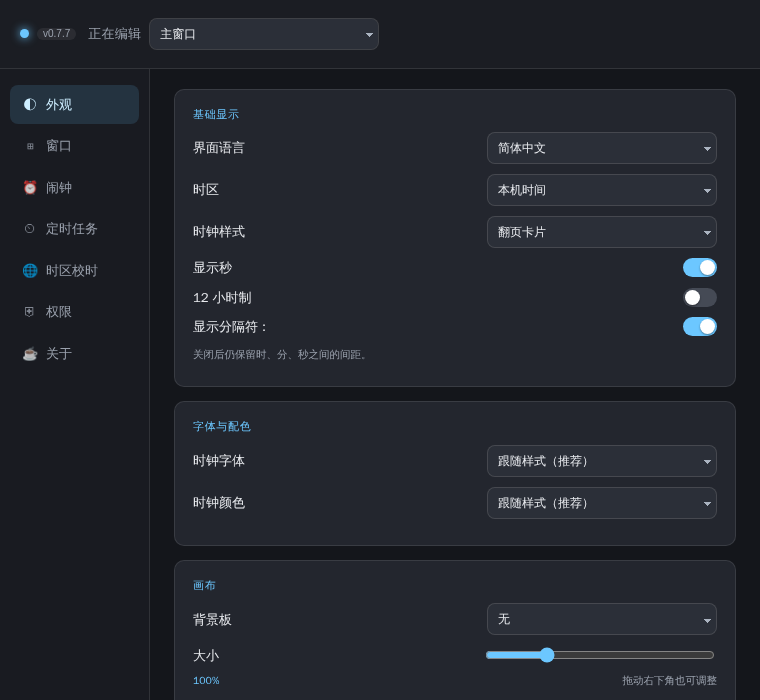 v0.7.7 正在编辑 主窗口
外观
窗口
闹钟
定时任务
时区校时
权限
关于
基础显示
界面语言 简体中文
时区 本机时间
时钟样式 翻页卡片
显示秒
12 小时制
显示分隔符：
关闭后仍保留时、分、秒之间的间距。
字体与配色
时钟字体 跟随样式（推荐）
时钟颜色 跟随样式（推荐）
画布
背景板 无
大小
100% 拖动右下角也可调整